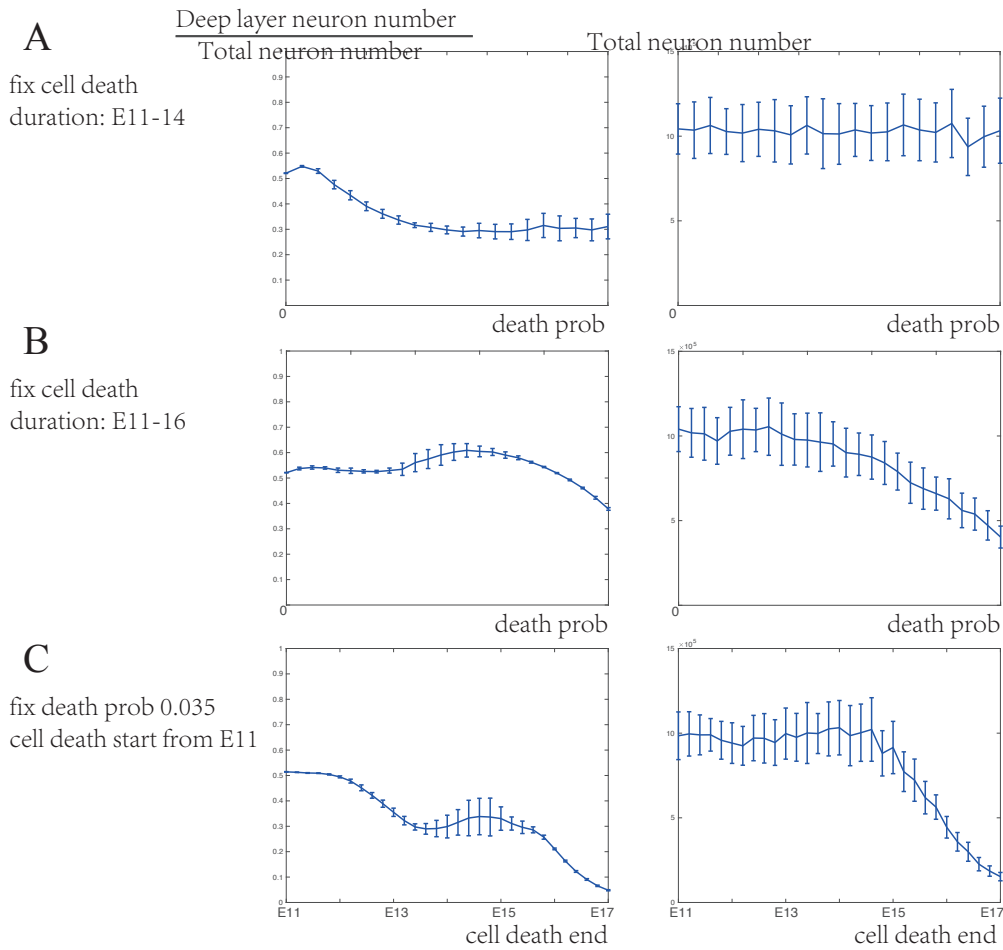 A
Deep layer neuron number
Total neuron number
Total neuron number
fix cell death
duration: E11-14
1
0.9
0.8
0.7
0.6
0.5
0.4
0.3
0.2
0.1
0
death prob
15
10
5
0
death prob
B
fix cell death
duration: E11-16
1
0.9
0.8
0.7
0.6
0.5
0.4
0.3
0.2
0.1
0
death prob
×10⁵
15
10
5
0
death prob
C
fix death prob 0.035
cell death start from E11
1
0.9
0.8
0.7
0.6
0.5
0.4
0.3
0.2
0.1
0
E11 E13 E15 E17
cell death end
×10⁵
15
10
5
0
E11 E13 E15 E17
cell death end